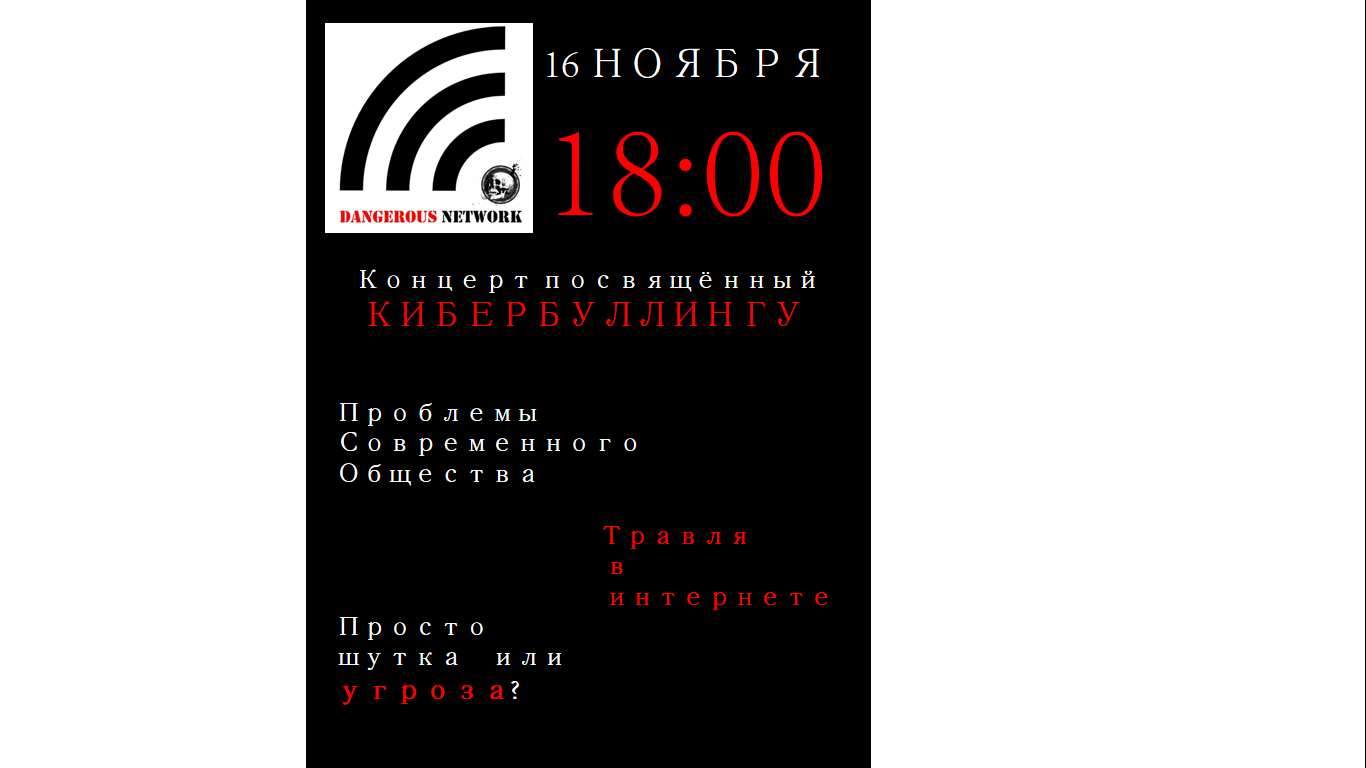 16 НОЯБРЯ
18:00
DANGEROUS NETWORK
Концерт посвящённый
КИБЕРБУЛЛИНГУ
Проблемы
Современного
Общества
Травля
в
интернете
Просто
шутка или
угроза?